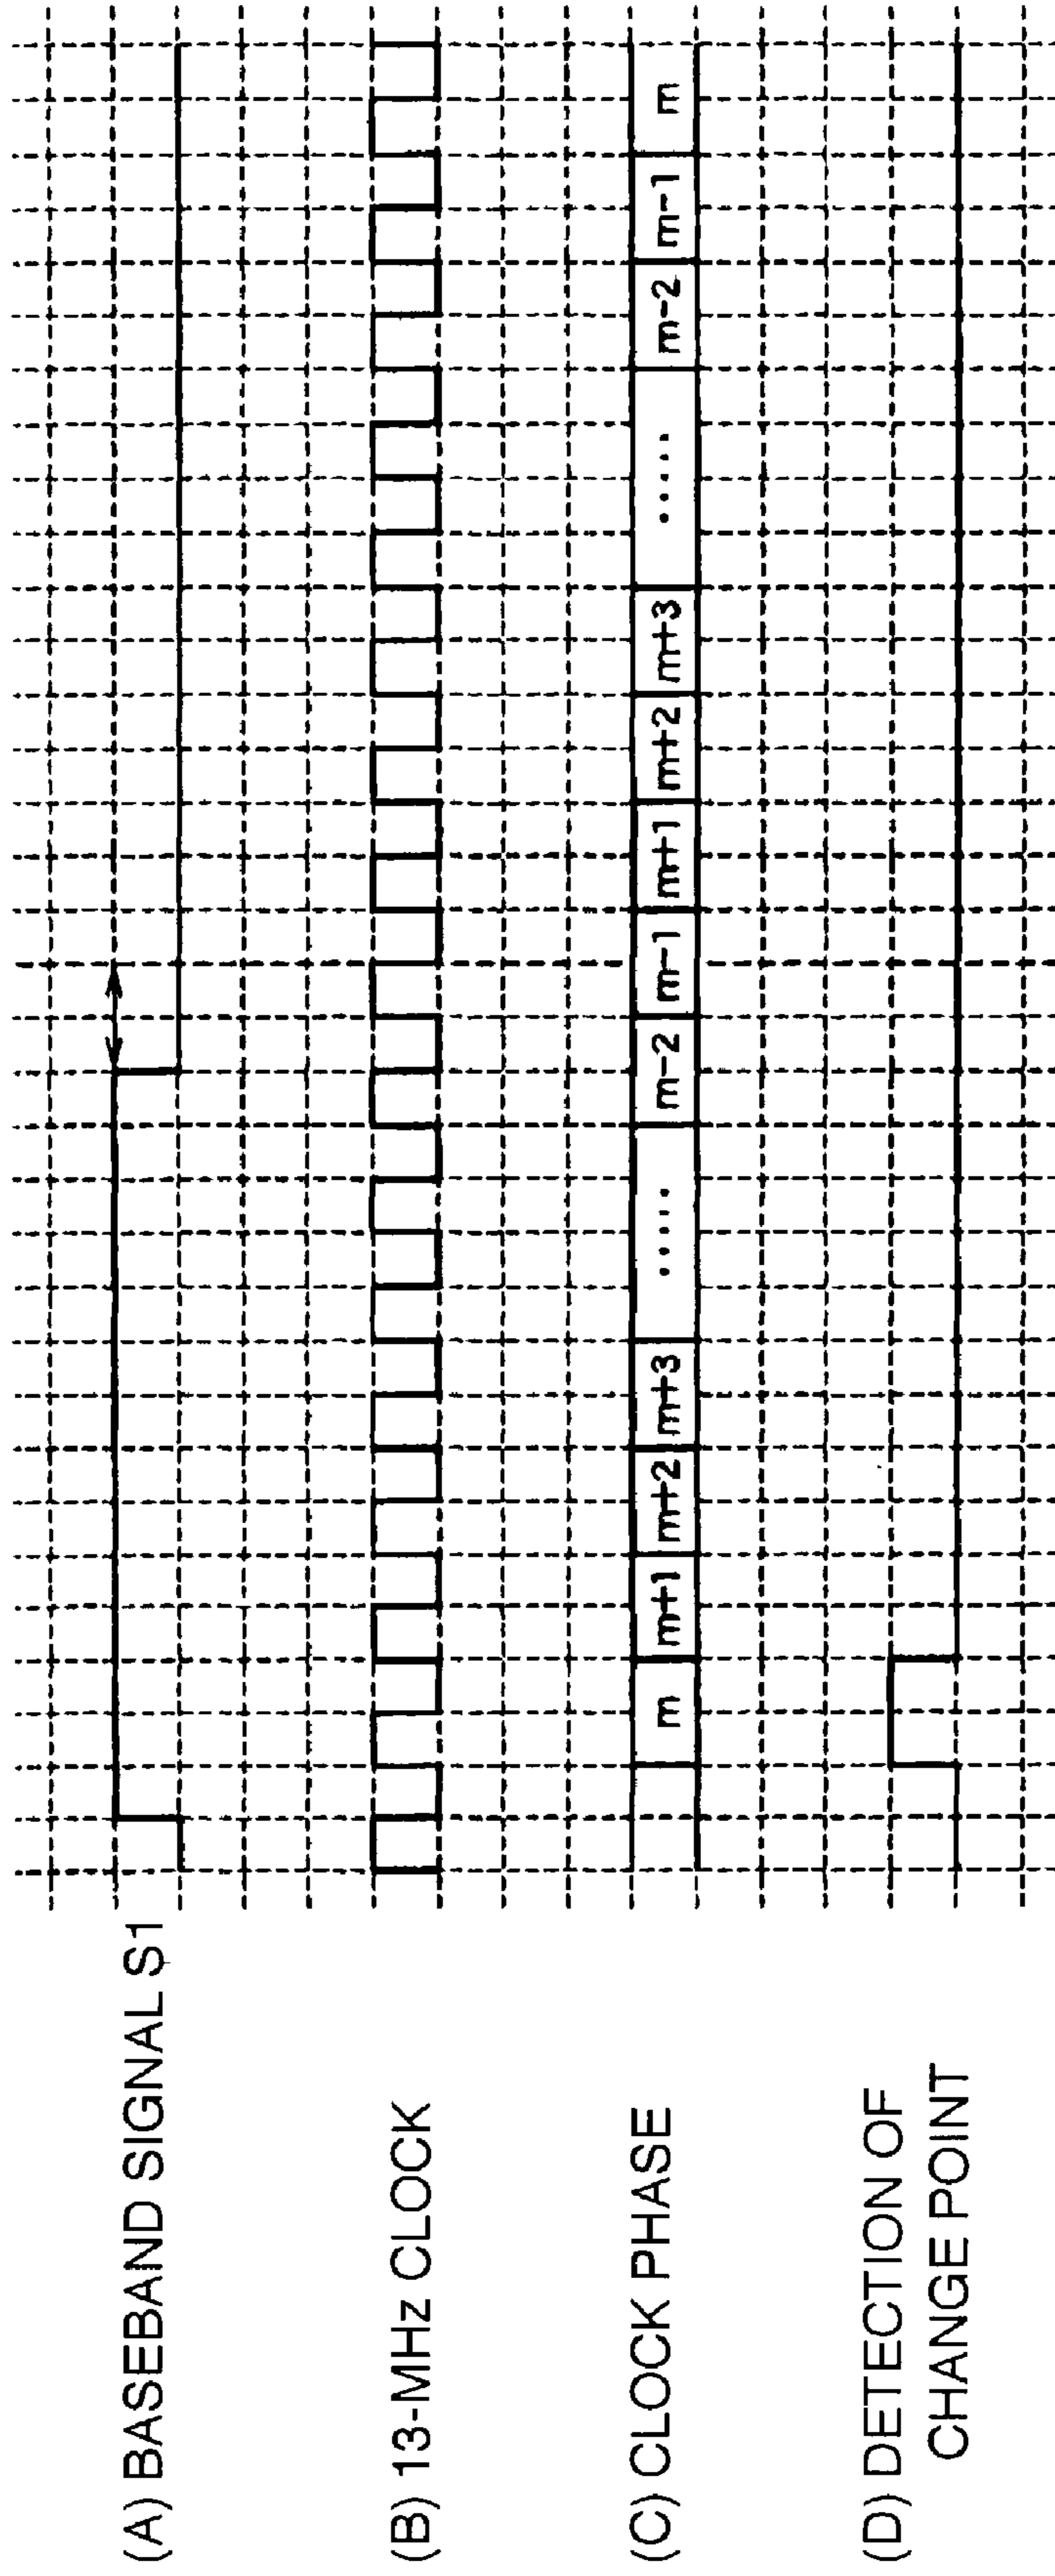 (A) BASEBAND SIGNAL S1
(B) 13-MHz CLOCK
(C) CLOCK PHASE
m m+1 m+2 m+3 ..... m-2 m-1 m+1 m+2 m+3 ..... m-2 m-1 m
(D) DETECTION OF
CHANGE POINT